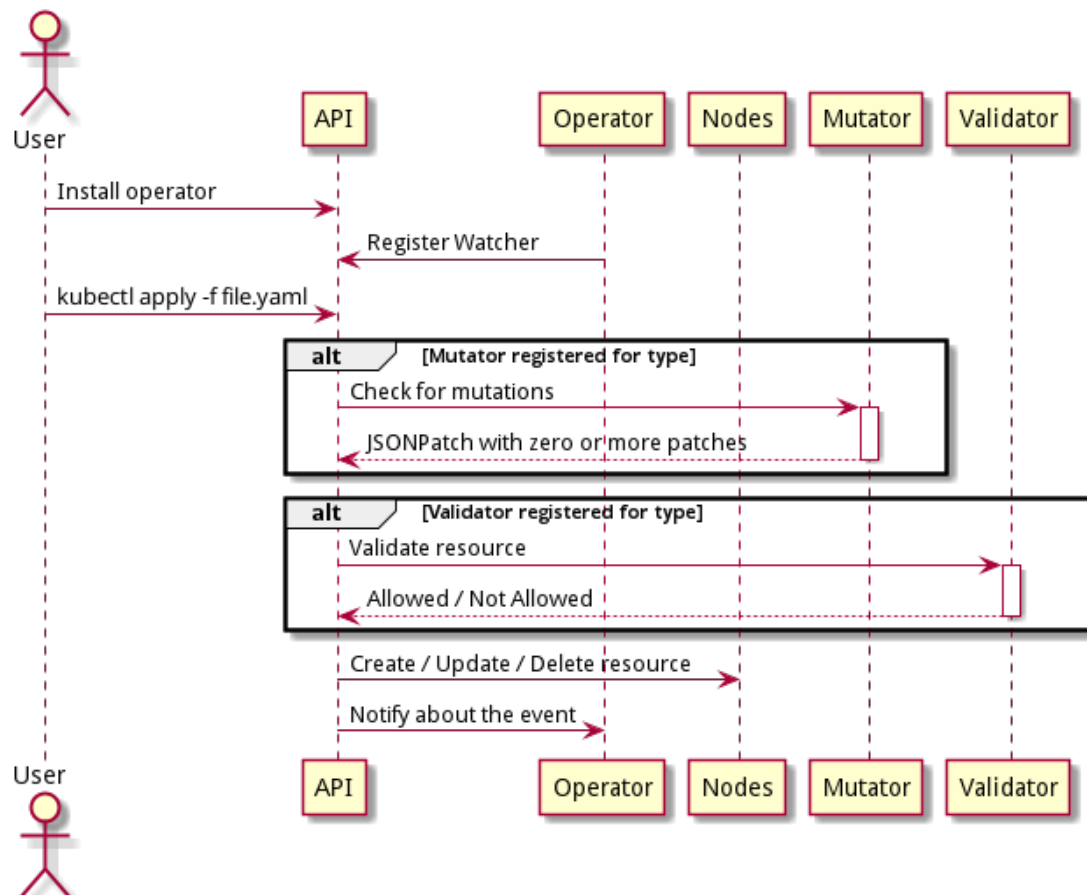 User
API
Operator
Nodes
Mutator
Validator
Install operator
Register Watcher
kubectl apply -f file.yaml
alt [Mutator registered for type]
Check for mutations
JSONPatch with zero or more patches
alt [Validator registered for type]
Validate resource
Allowed / Not Allowed
Create / Update / Delete resource
Notify about the event
User
API
Operator
Nodes
Mutator
Validator